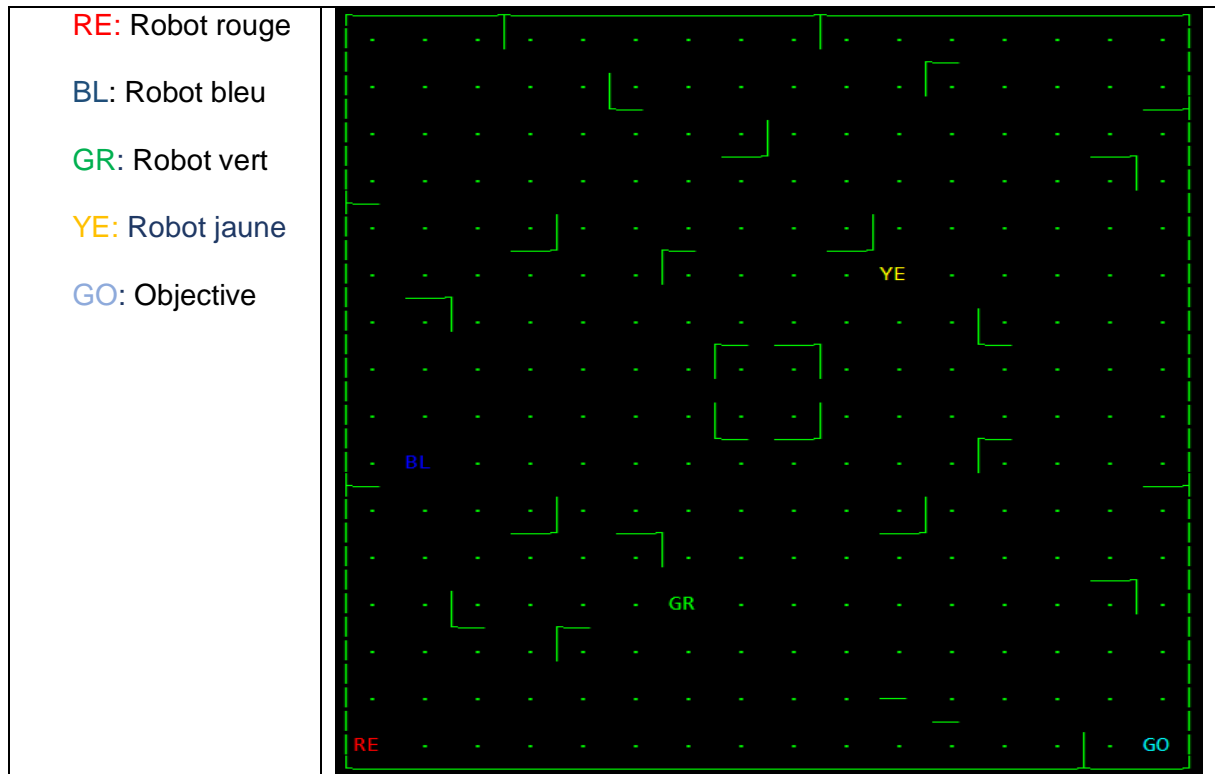 RE: Robot rouge
BL: Robot bleu
GR: Robot vert
YE: Robot jaune
GO: Objective
YE
BL
GR
RE
GO